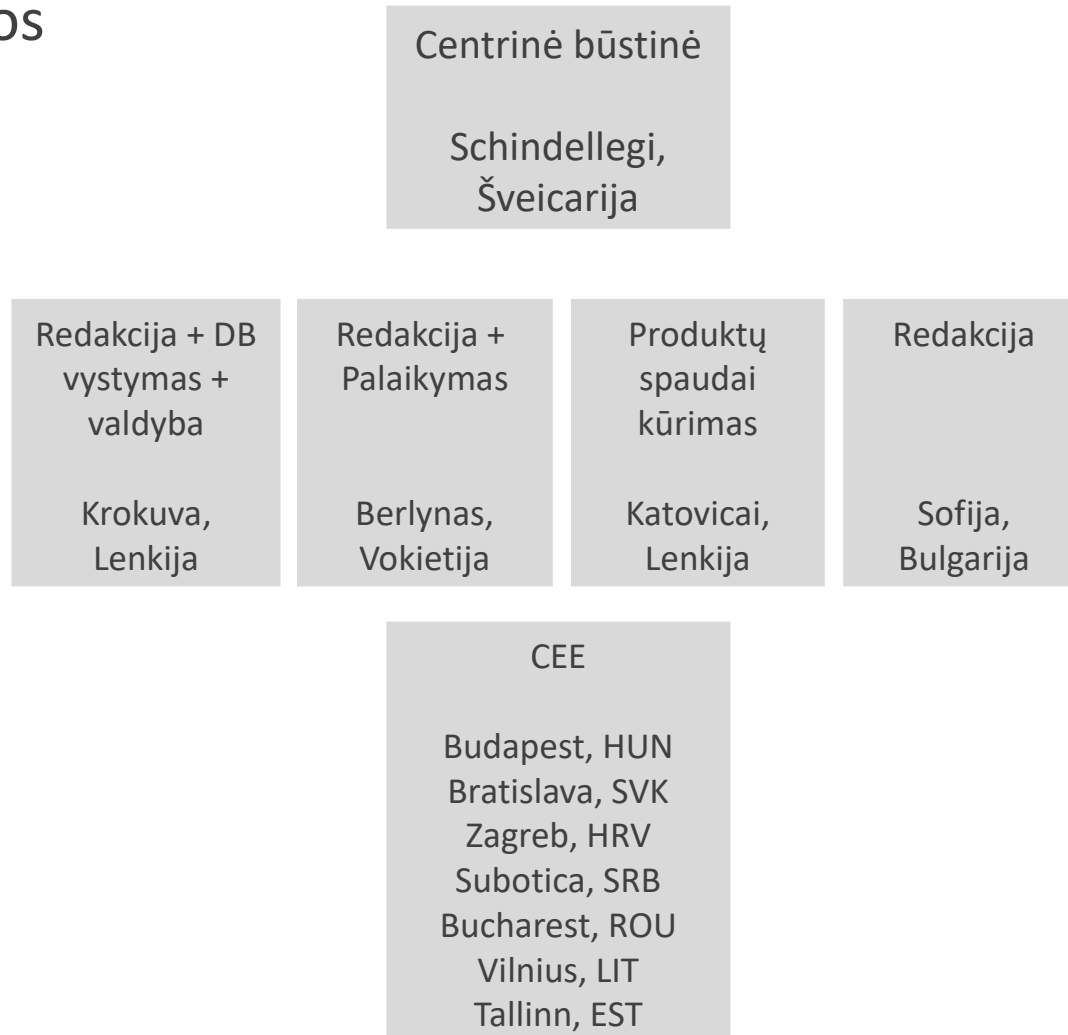 os
Centrinė būstinė
Schindellegi,
Šveicarija
Redakcija + DB
vystymas +
valdyba
Krokuva,
Lenkija
Redakcija +
Palaikymas
Berlynas,
Vokietija
Produktų
spaudai
kūrimas
Katovicai,
Lenkija
Redakcija
Sofija,
Bulgarija
CEE
Budapest, HUN
Bratislava, SVK
Zagreb, HRV
Subotica, SRB
Bucharest, ROU
Vilnius, LIT
Tallinn, EST